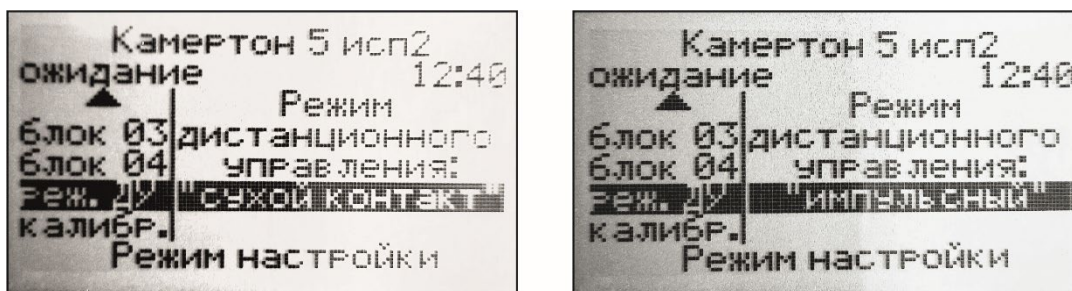 Камертон 5 исп2
ожидание 12:40
Режим
блок 03 дистанционного
блок 04 управления:
реж. ДУ "сухой контакт"
калибр.
Режим настройки
Камертон 5 исп2
ожидание 12:40
Режим
блок 03 дистанционного
блок 04 управления:
реж. ДУ "импульсный"
калибр.
Режим настройки